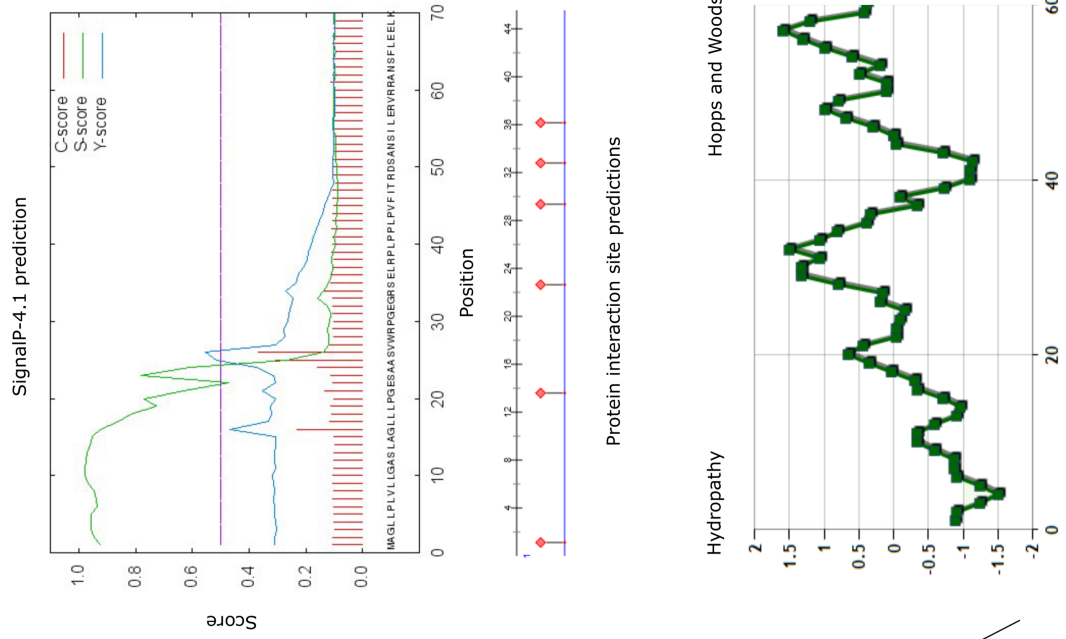 SignalP-4.1 prediction
C-score
S-score
Y-score
Score
1.0
0.8
0.6
0.4
0.2
0.0
MAGLLPLVLLGASLAGLLPGESAASVWRPGEGRSELRPLPPLPVFITRDSANSILERVRRANSFLEELK
0 10 20 30 40 50 60 70
Position
4 8 12 16 20 24 28 32 36 40 44
1
Protein interaction site predictions
Hydropathy
Hopps and Woods
2
1.5
1
0.5
0
-0.5
-1
-1.5
-2
0 20 40 60